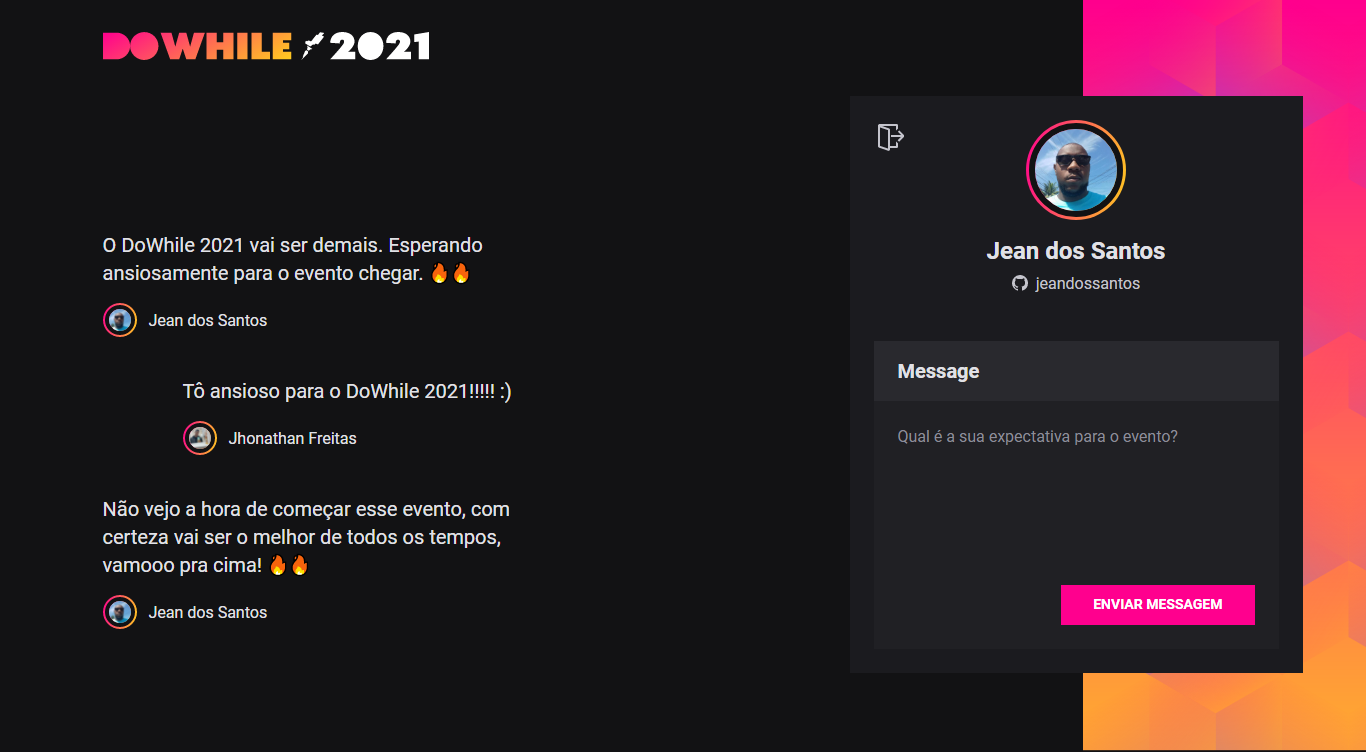 DOWHILE 2021
O DoWhile 2021 vai ser demais. Esperando
ansiosamente para o evento chegar. 🔥🔥
Jean dos Santos
Tô ansioso para o DoWhile 2021!!!!! :)
Jhonathan Freitas
Não vejo a hora de começar esse evento, com
certeza vai ser o melhor de todos os tempos,
vamooo pra cima! 🔥🔥
Jean dos Santos
Jean dos Santos
jeandossantos
Message
Qual é a sua expectativa para o evento?
ENVIAR MESSAGEM